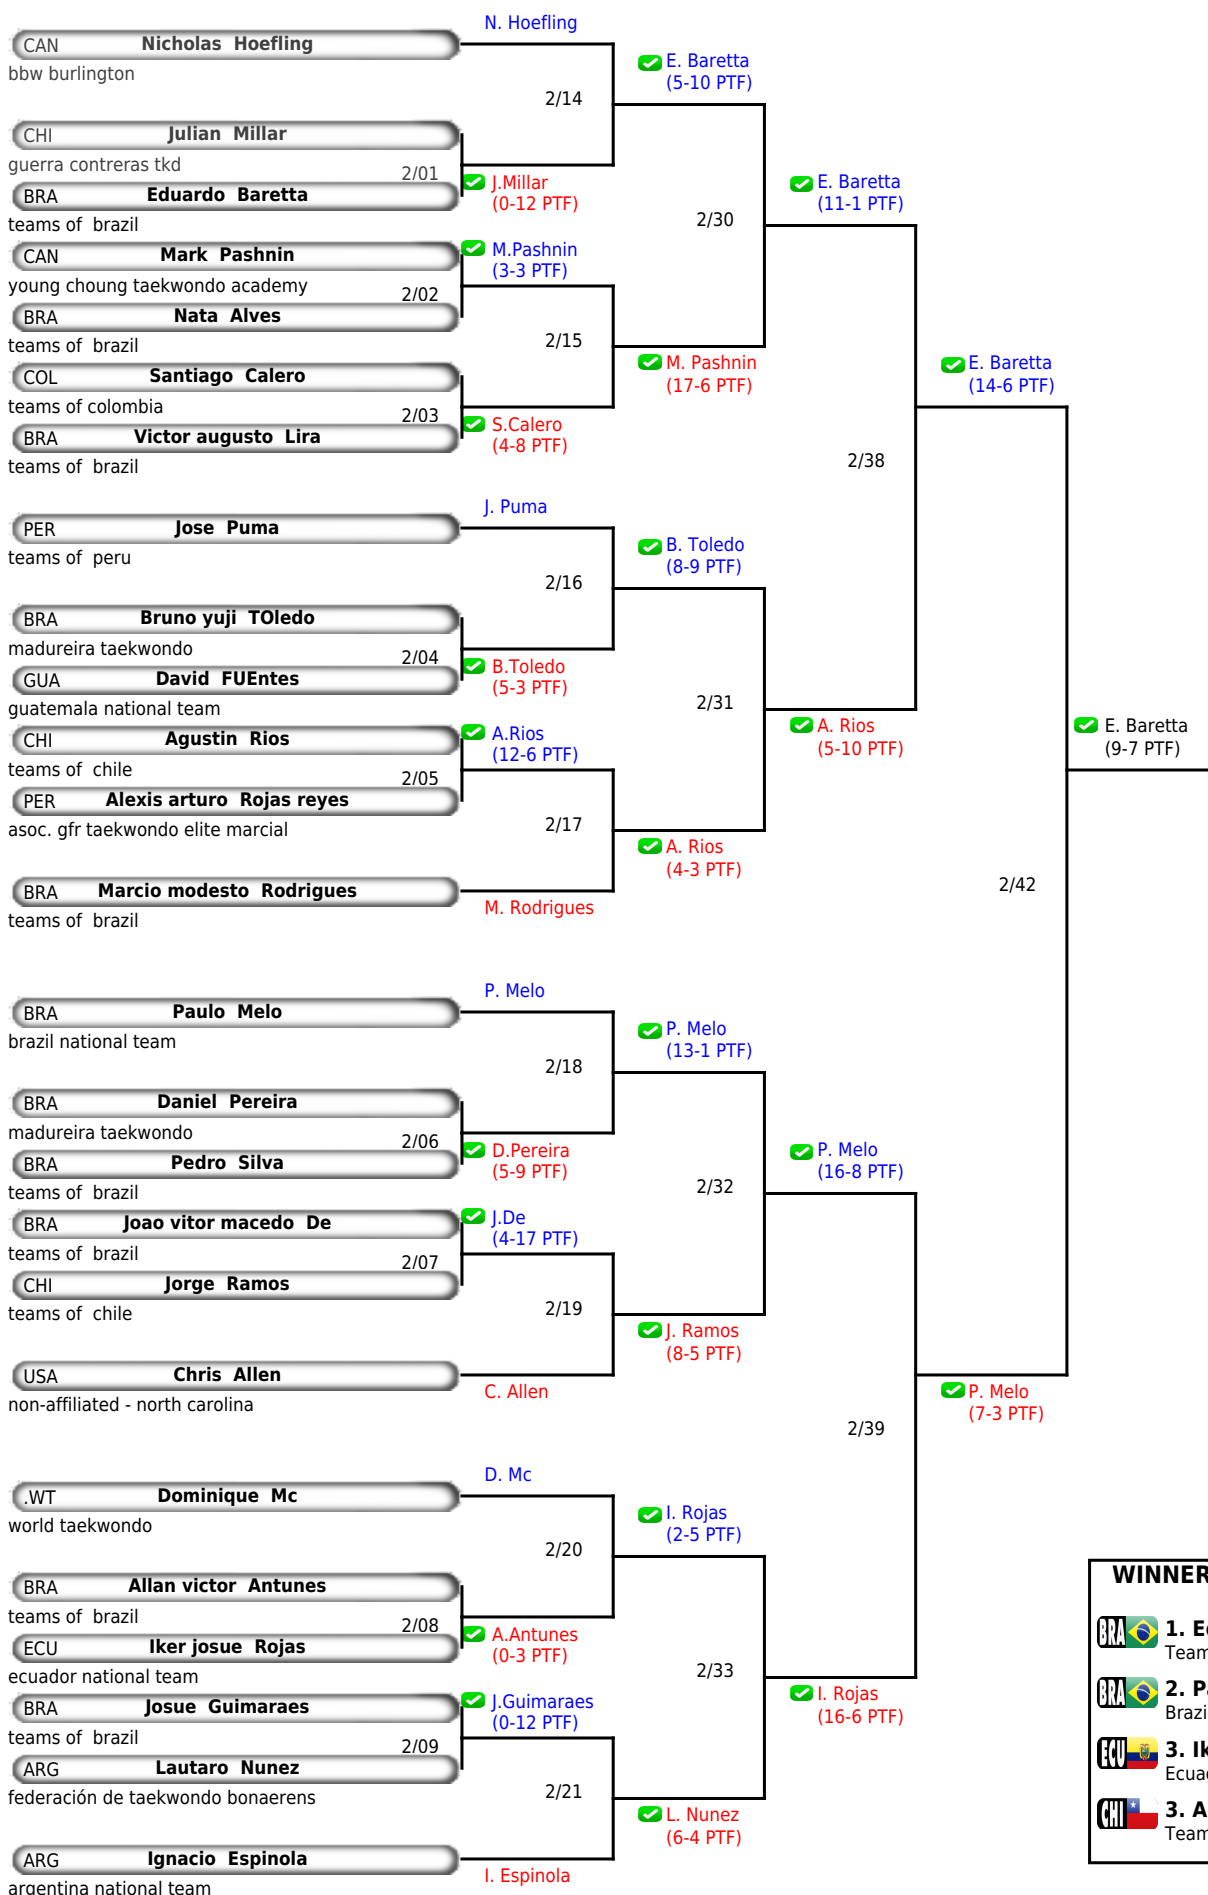 N. Hoefling
CAN Nicholas Hoefling
bbw burlington
E. Baretta
(5-10 PTF)
2/14
CHI Julian Millar
guerra contreras tkd
2/01
J.Millar
(0-12 PTF)
BRA Eduardo Baretta
teams of brazil
E. Baretta
(11-1 PTF)
2/30
CAN Mark Pashnin
young choung taekwondo academy
M.Pashnin
(3-3 PTF)
2/02
BRA Nata Alves
teams of brazil
2/15
M. Pashnin
(17-6 PTF)
COL Santiago Calero
teams of colombia
2/03
S.Calero
(4-8 PTF)
BRA Victor augusto Lira
teams of brazil
E. Baretta
(14-6 PTF)
2/38
J. Puma
PER Jose Puma
teams of peru
B. Toledo
(8-9 PTF)
2/16
BRA Bruno yuji TOledo
madureira taekwondo
2/04
B.Toledo
(5-3 PTF)
GUA David FUEntes
guatemala national team
2/31
CHI Agustin Rios
teams of chile
A.Rios
(12-6 PTF)
2/05
PER Alexis arturo Rojas reyes
asoc. gfr taekwondo elite marcial
A. Rios
(5-10 PTF)
E. Baretta
(9-7 PTF)
2/17
A. Rios
(4-3 PTF)
BRA Marcio modesto Rodrigues
teams of brazil
M. Rodrigues
2/42
P. Melo
BRA Paulo Melo
brazil national team
P. Melo
(13-1 PTF)
2/18
BRA Daniel Pereira
madureira taekwondo
2/06
D.Pereira
(5-9 PTF)
BRA Pedro Silva
teams of brazil
P. Melo
(16-8 PTF)
2/32
BRA Joao vitor macedo De
teams of brazil
J.De
(4-17 PTF)
2/07
CHI Jorge Ramos
teams of chile
2/19
J. Ramos
(8-5 PTF)
USA Chris Allen
non-affiliated - north carolina
C. Allen
P. Melo
(7-3 PTF)
2/39
D. Mc
.WT Dominique Mc
world taekwondo
I. Rojas
(2-5 PTF)
2/20
BRA Allan victor Antunes
teams of brazil
2/08
A.Antunes
(0-3 PTF)
ECU Iker josue Rojas
ecuador national team
2/33
BRA Josue Guimaraes
teams of brazil
J.Guimaraes
(0-12 PTF)
2/09
ARG Lautaro Nunez
federación de taekwondo bonaerens
I. Rojas
(16-6 PTF)
2/21
L. Nunez
(6-4 PTF)
ARG Ignacio Espinola
argentina national team
I. Espinola
WINNER
BRA 1. E
Team
BRA 2. Pa
Brazi
ECU 3. Ik
Ecua
CHI 3. A
Team